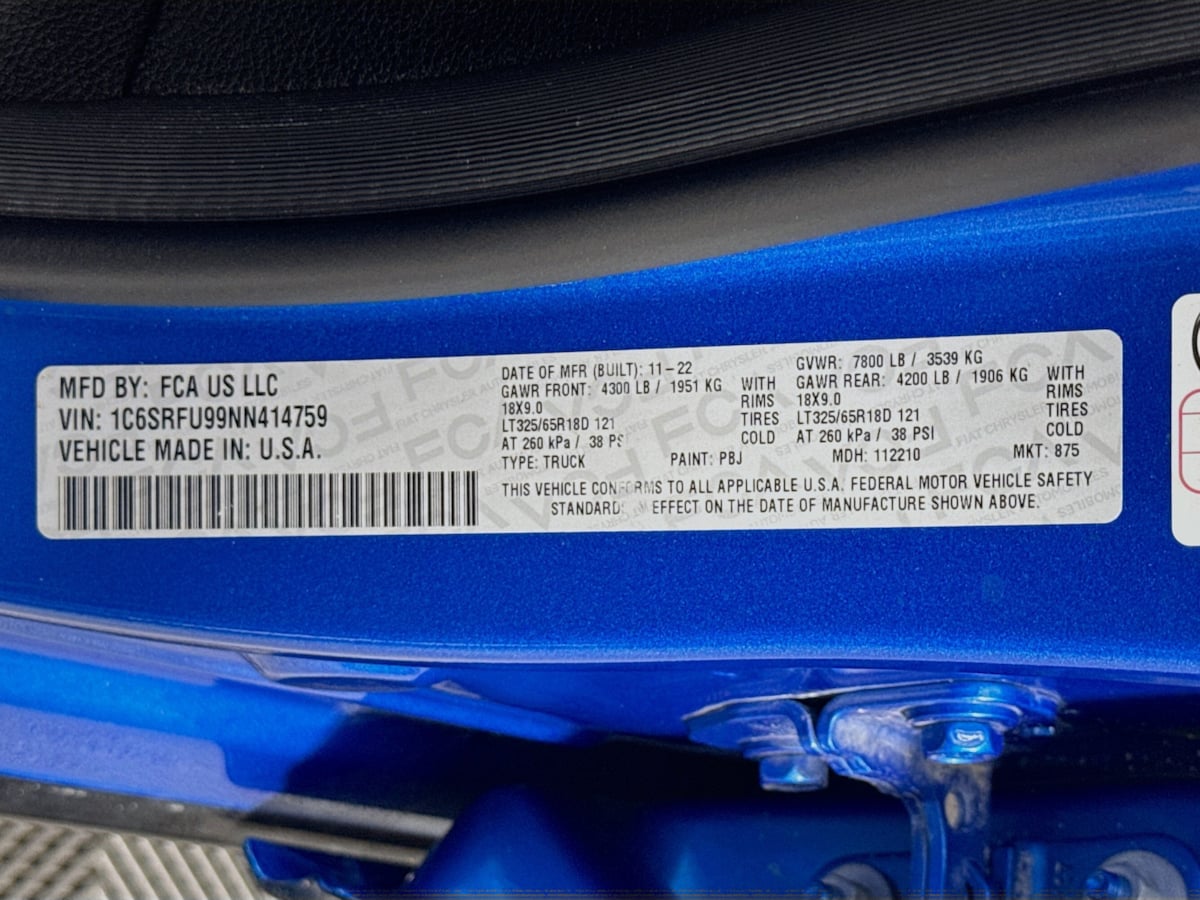 MFD BY: FCA US LLC
VIN: 1C6SRFU99NN414759
VEHICLE MADE IN: U.S.A.
DATE OF MFR (BUILT): 11-22
GAWR FRONT: 4300 LB / 1951 KG WITH
18X9.0 RIMS
LT325/65R18D 121 TIRES
AT 260 kPa / 38 PS COLD
TYPE: TRUCK PAINT: PBJ
GVWR: 7800 LB / 3539 KG
GAWR REAR: 4200 LB / 1906 KG WITH
18X9.0 RIMS
LT325/65R18D 121 TIRES
AT 260 kPa / 38 PSI COLD
MDH: 112210 MKT: 875
THIS VEHICLE CONFORMS TO ALL APPLICABLE U.S.A. FEDERAL MOTOR VEHICLE SAFETY
STANDARD EFFECT ON THE DATE OF MANUFACTURE SHOWN ABOVE.